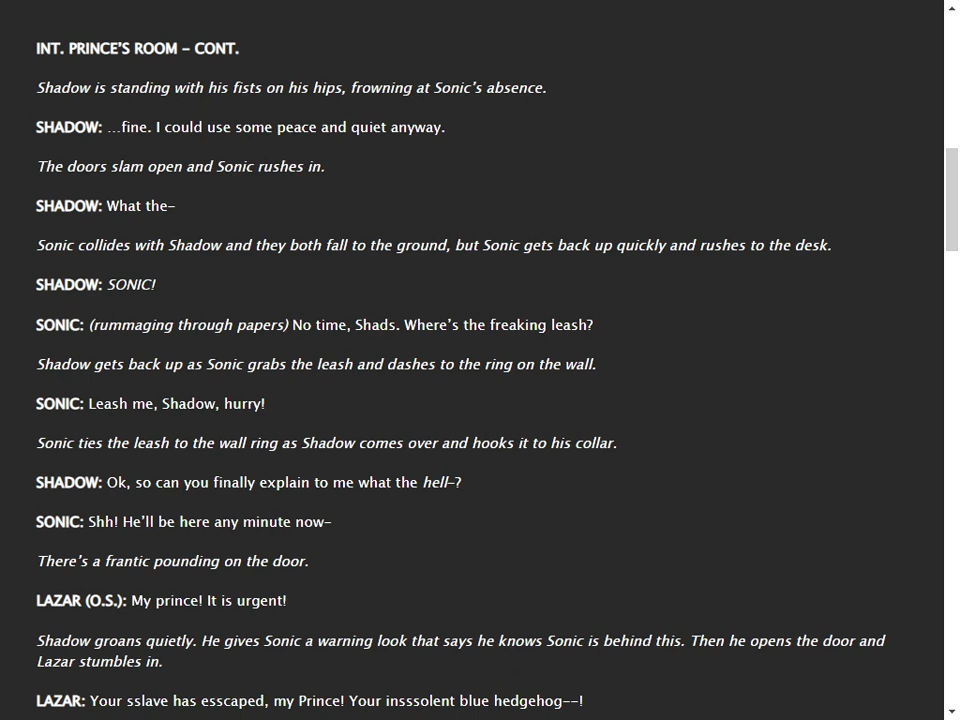 INT. PRINCE'S ROOM – CONT.
Shadow is standing with his fists on his hips, frowning at Sonic's absence.
SHADOW: …fine. I could use some peace and quiet anyway.
The doors slam open and Sonic rushes in.
SHADOW: What the–
Sonic collides with Shadow and they both fall to the ground, but Sonic gets back up quickly and rushes to the desk.
SHADOW: SONIC!
SONIC: (rummaging through papers) No time, Shads. Where's the freaking leash?
Shadow gets back up as Sonic grabs the leash and dashes to the ring on the wall.
SONIC: Leash me, Shadow, hurry!
Sonic ties the leash to the wall ring as Shadow comes over and hooks it to his collar.
SHADOW: Ok, so can you finally explain to me what the hell–?
SONIC: Shh! He'll be here any minute now–
There's a frantic pounding on the door.
LAZAR (O.S.): My prince! It is urgent!
Shadow groans quietly. He gives Sonic a warning look that says he knows Sonic is behind this. Then he opens the door and
Lazar stumbles in.
LAZAR: Your sslave has esscaped, my Prince! Your inssssolent blue hedgehog––!